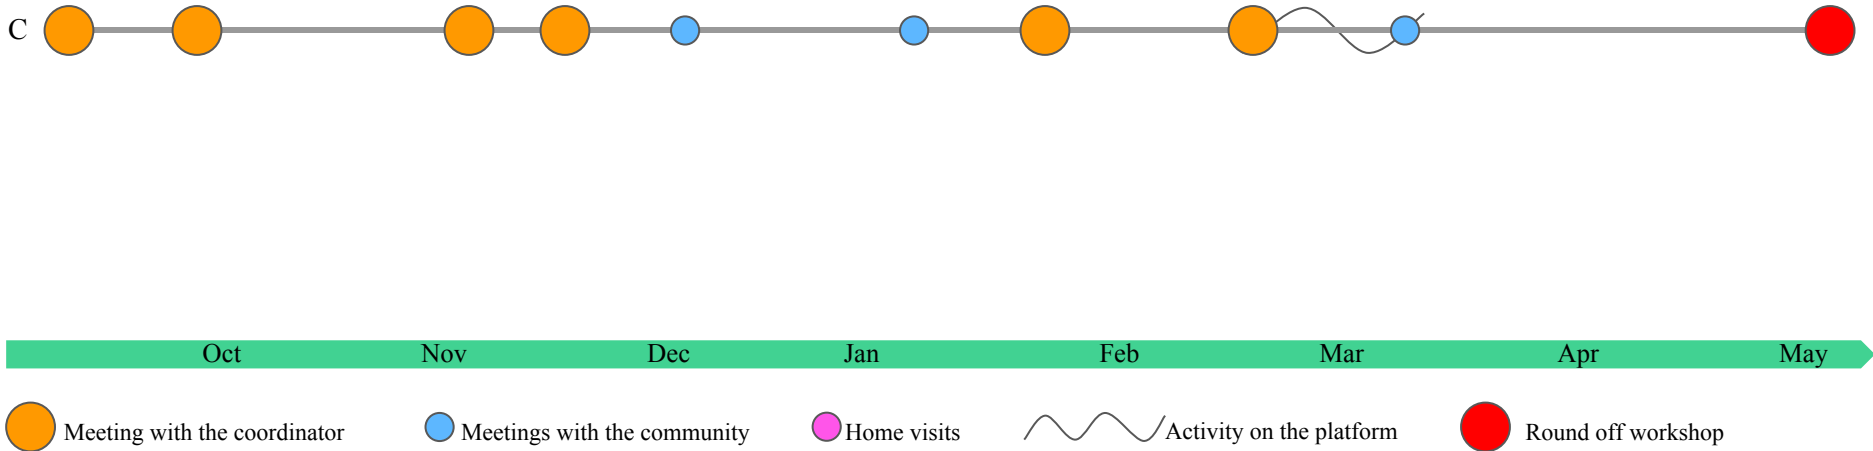 C
Oct Nov Dec Jan Feb Mar Apr May
Meeting with the coordinator Meetings with the community Home visits Activity on the platform Round off workshop